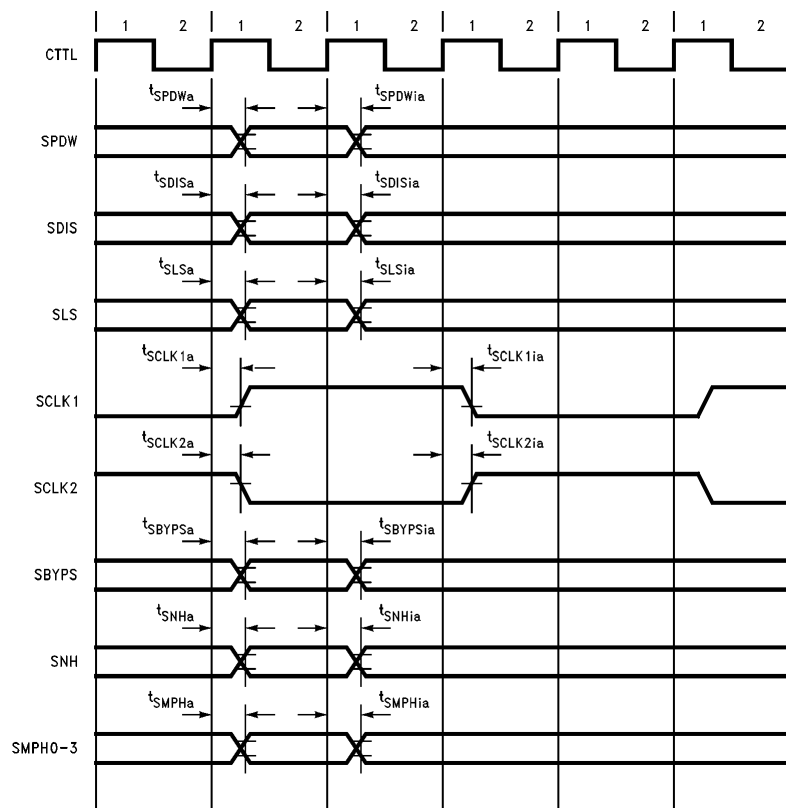 1 2 1 2 1 2 1 2 1 2 1 2
CTTL
tSPDWa tSPDWia
SPDW
tSDISa tSDISia
SDIS
tSLSa tSLSia
SLS
tSCLK1a tSCLK1ia
SCLK1
tSCLK2a tSCLK2ia
SCLK2
tSBYPSa tSBYPSia
SBYPS
tSNHa tSNHia
SNH
tSMPHa tSMPHia
SMPH0-3